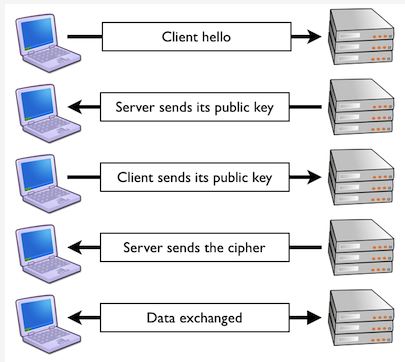 Client hello
Server sends its public key
Client sends its public key
Server sends the cipher
Data exchanged